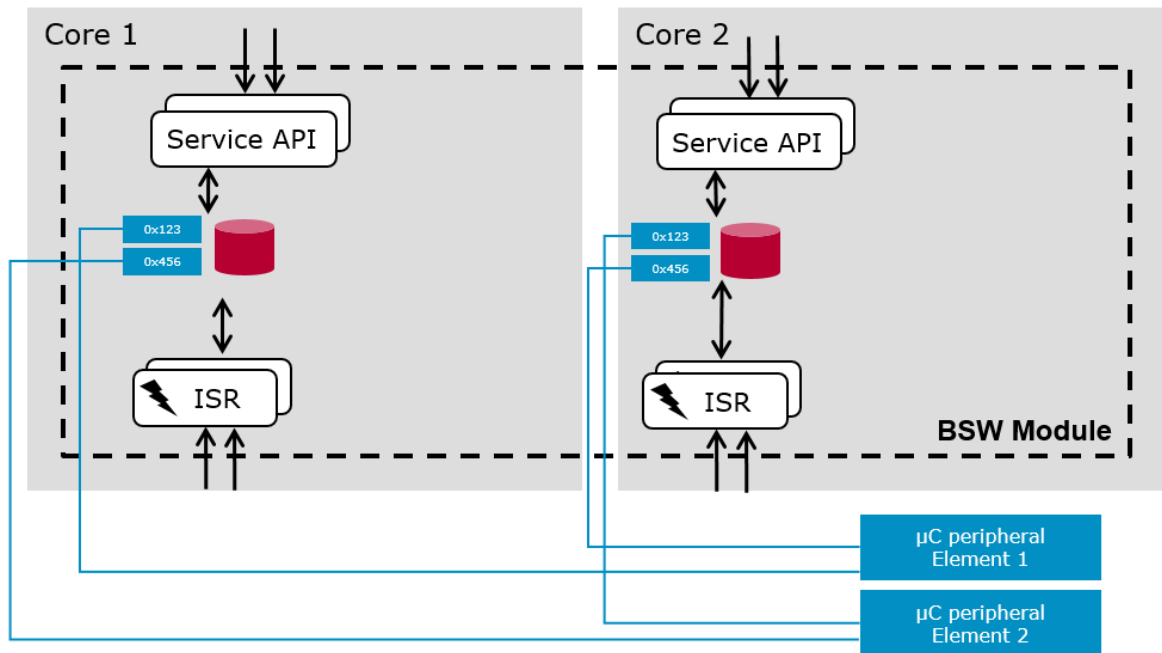 Core 1
Core 2
Service API
Service API
0x123
0x456
0x123
0x456
ISR
ISR
BSW Module
µC peripheral
Element 1
µC peripheral
Element 2